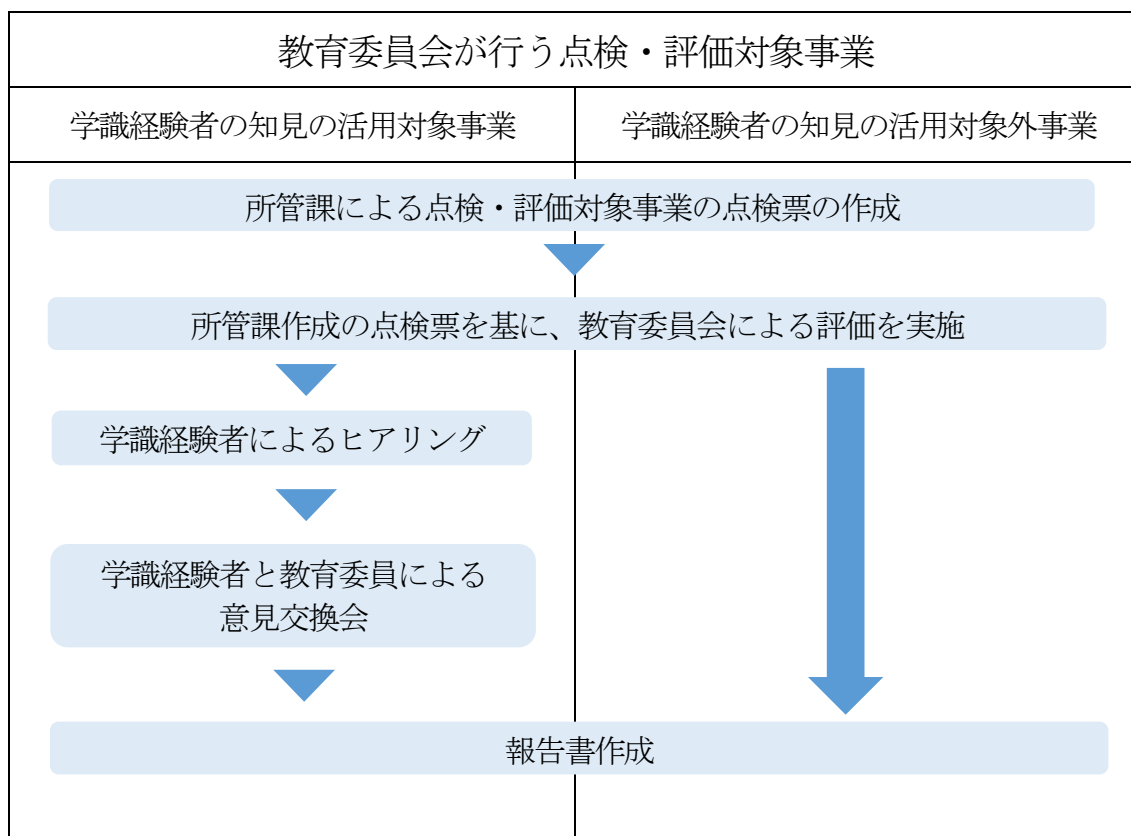 教育委員会が行う点検・評価対象事業
学識経験者の知見の活用対象事業
学識経験者の知見の活用対象外事業
所管課による点検・評価対象事業の点検票の作成
所管課作成の点検票を基に、教育委員会による評価を実施
学識経験者によるヒアリング
学識経験者と教育委員による
意見交換会
報告書作成